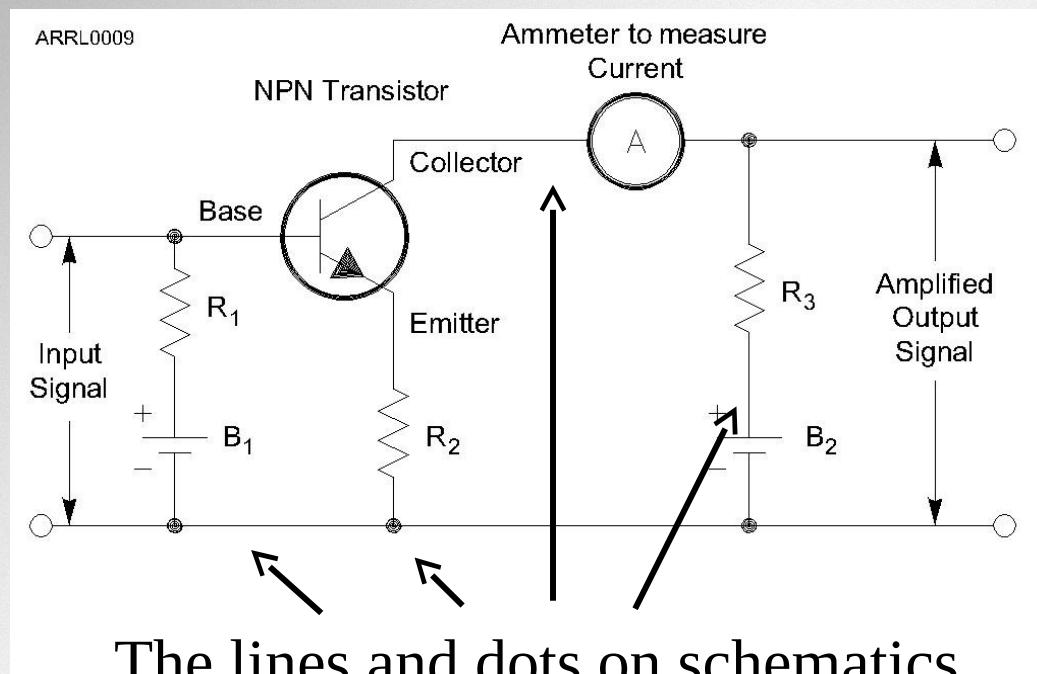 ARRL0009
Ammeter to measure
Current
NPN Transistor
A
Collector
Base
R1
R3
Amplified
Output
Signal
Emitter
Input
Signal
+
B1
−
R2
+
B2
−
The lines and dots on schematics